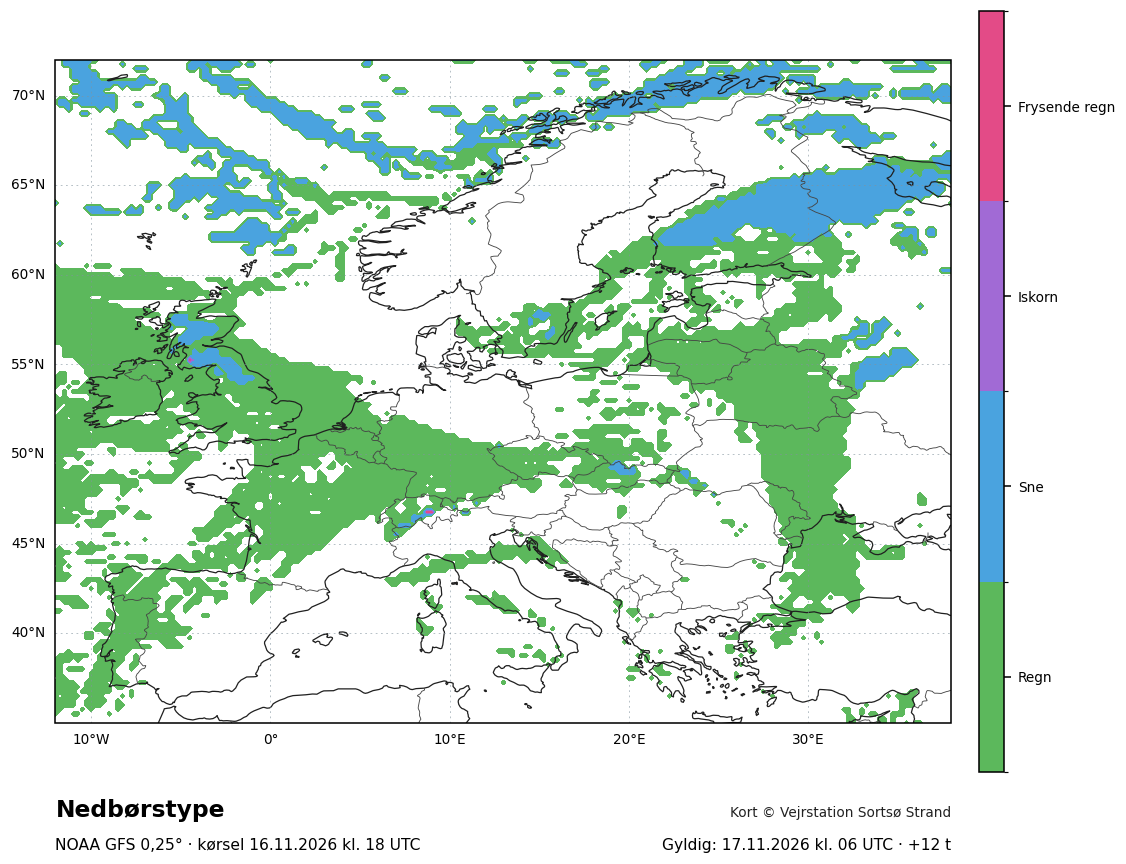 Frysende regn
Iskorn
Sne
Regn
70°N
65°N
60°N
55°N
50°N
45°N
40°N
10°W
0°
10°E
20°E
30°E
Nedbørstype
Kort © Vejrstation Sortsø Strand
NOAA GFS 0,25° · kørsel 16.11.2026 kl. 18 UTC
Gyldig: 17.11.2026 kl. 06 UTC · +12 t